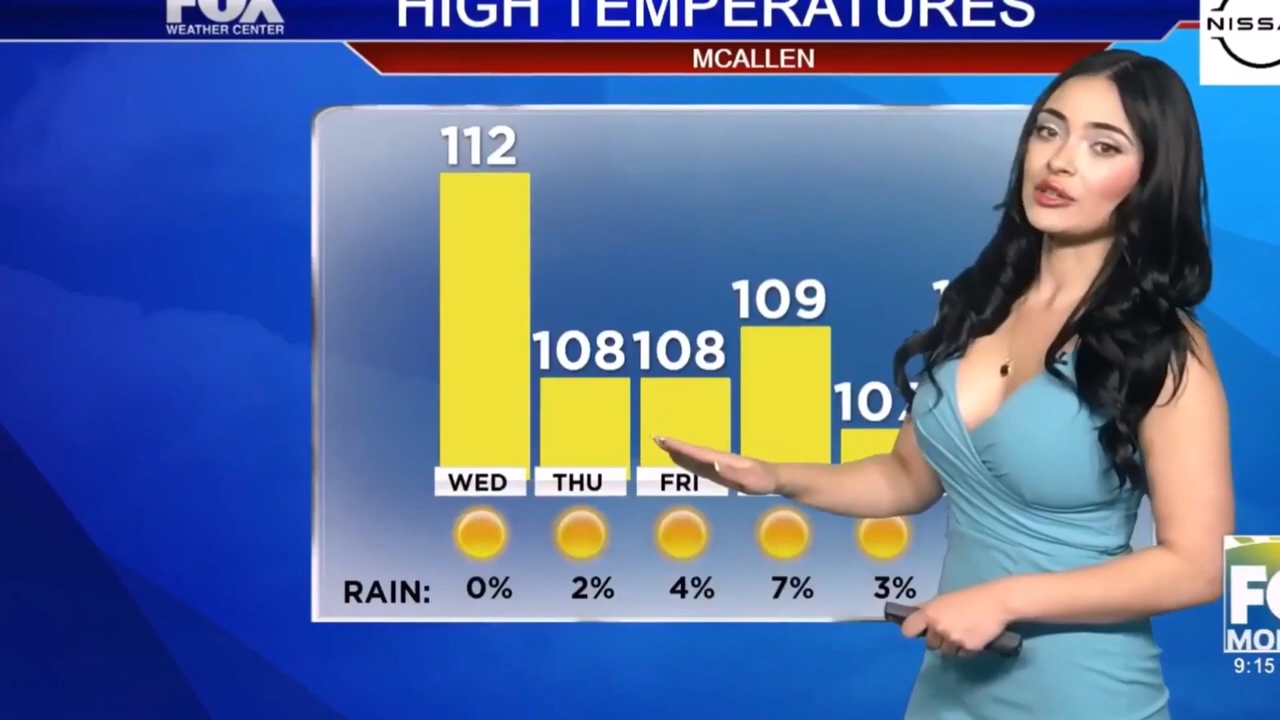 FOX
WEATHER CENTER
HIGH TEMPERATURES
MCALLEN
112
108
108
109
WED
THU
FRI
RAIN:
0%
2%
4%
7%
3%
9:15